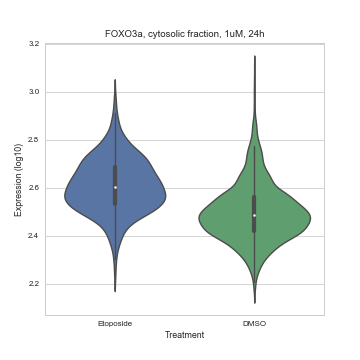 FOXO3a, cytosolic fraction, 1uM, 24h
3.2
3.0
2.8
2.6
2.4
2.2
Expression (log10)
Etoposide
DMSO
Treatment